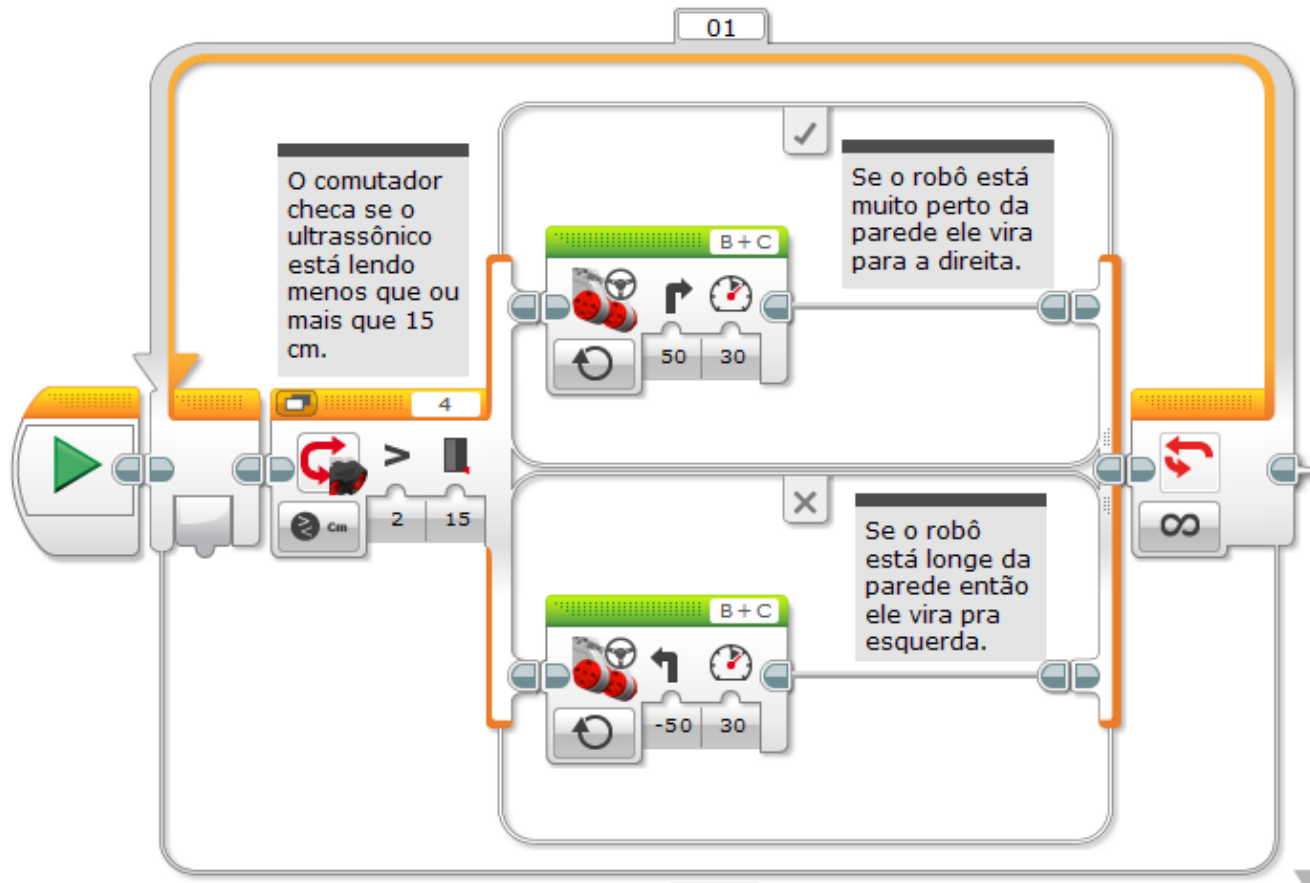 01
O comutador
checa se o
ultrassônico
está lendo
menos que ou
mais que 15
cm.
Se o robô está
muito perto da
parede ele vira
para a direita.
B+C
50 30
4
>
Cm 2 15
∞
Se o robô
está longe da
parede então
ele vira pra
esquerda.
B+C
-50 30